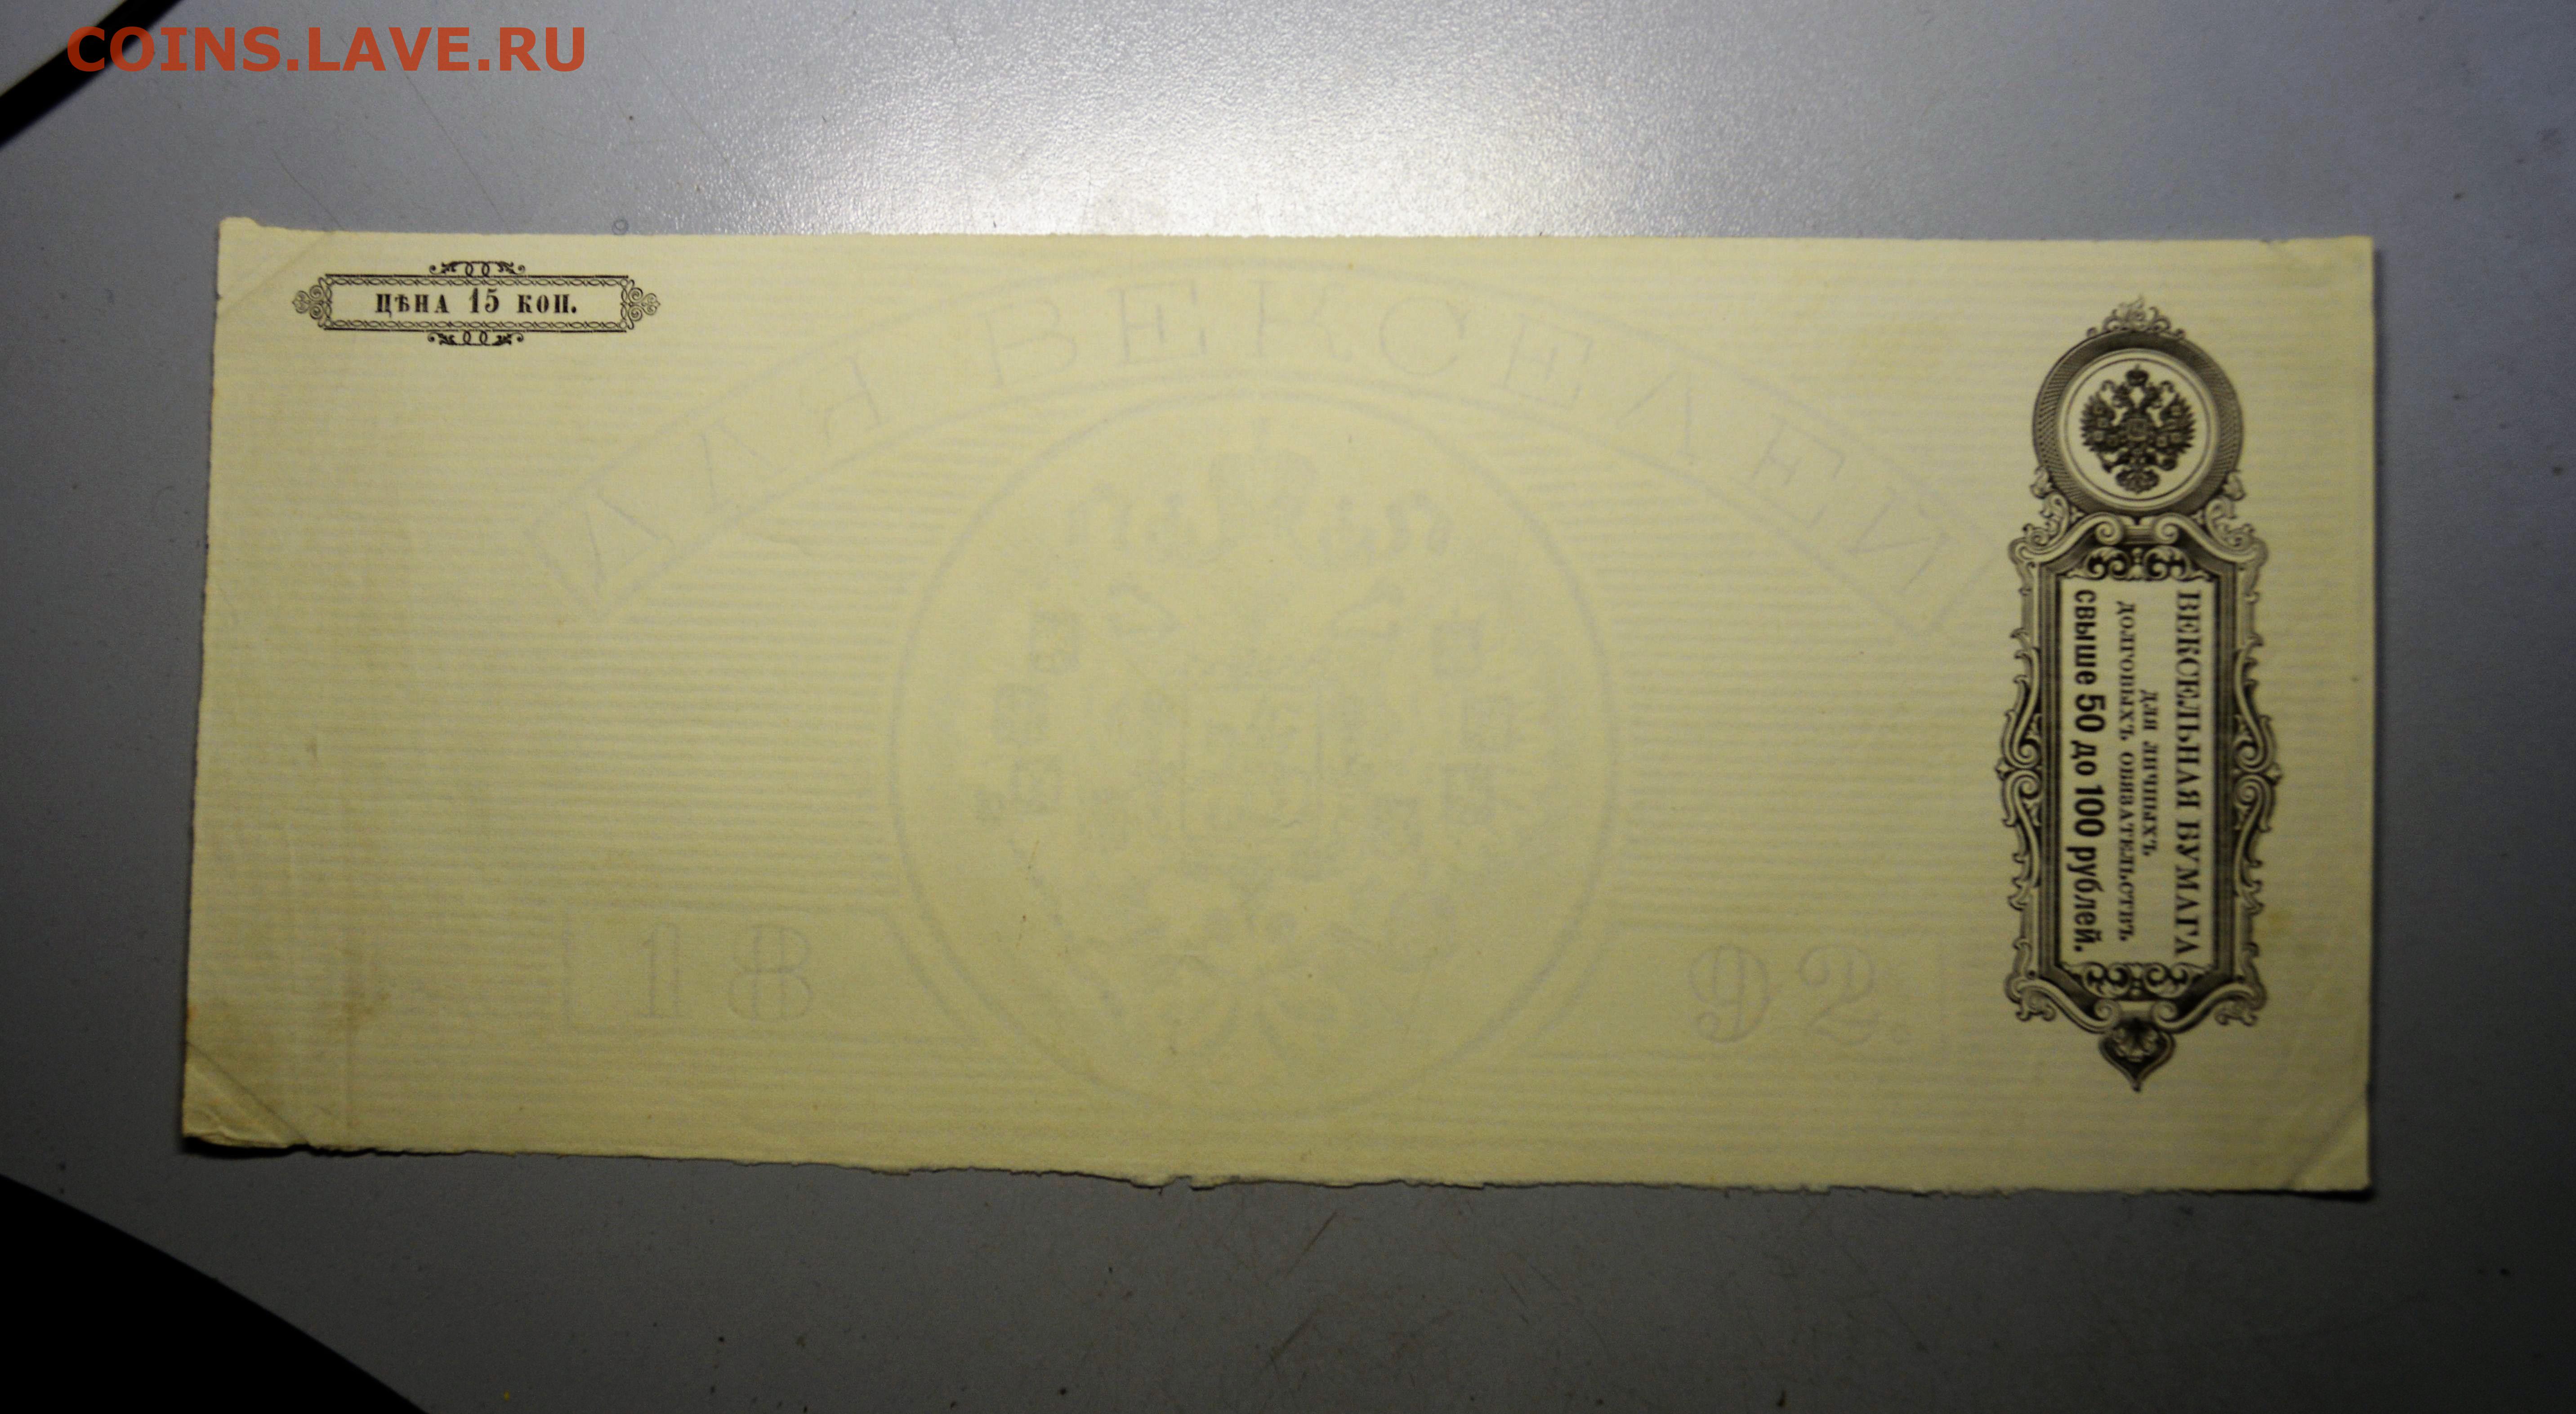 COINS.LAVE.RU
ЦѢНА 15 КОП.
ДЛЯ ВЕКСЕЛЕЙ
18 92.
ВЕКСЕЛЬНАЯ БУМАГА
для личныхъ
долговыхъ обязательствъ
свыше 50 до 100 рублей.